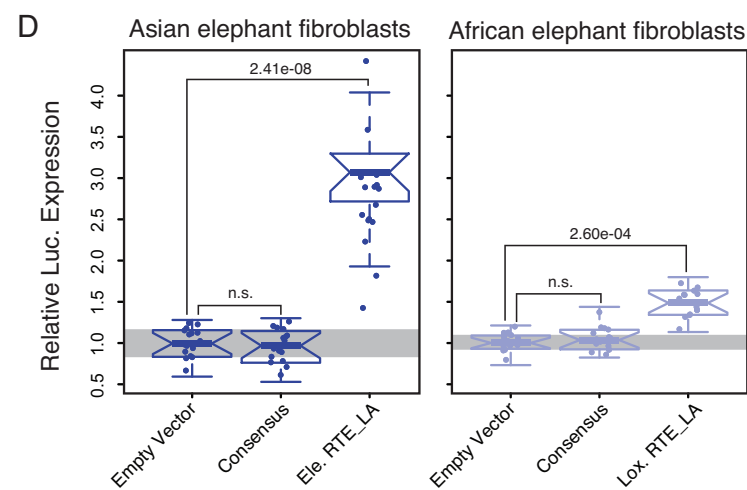 D
Asian elephant fibroblasts
African elephant fibroblasts
Relative Luc. Expression
4.0
3.5
3.0
2.5
2.0
1.5
1.0
0.5
2.41e-08
n.s.
2.60e-04
n.s.
Empty Vector
Consensus
Ele. RTE_LA
Empty Vector
Consensus
Lox. RTE_LA